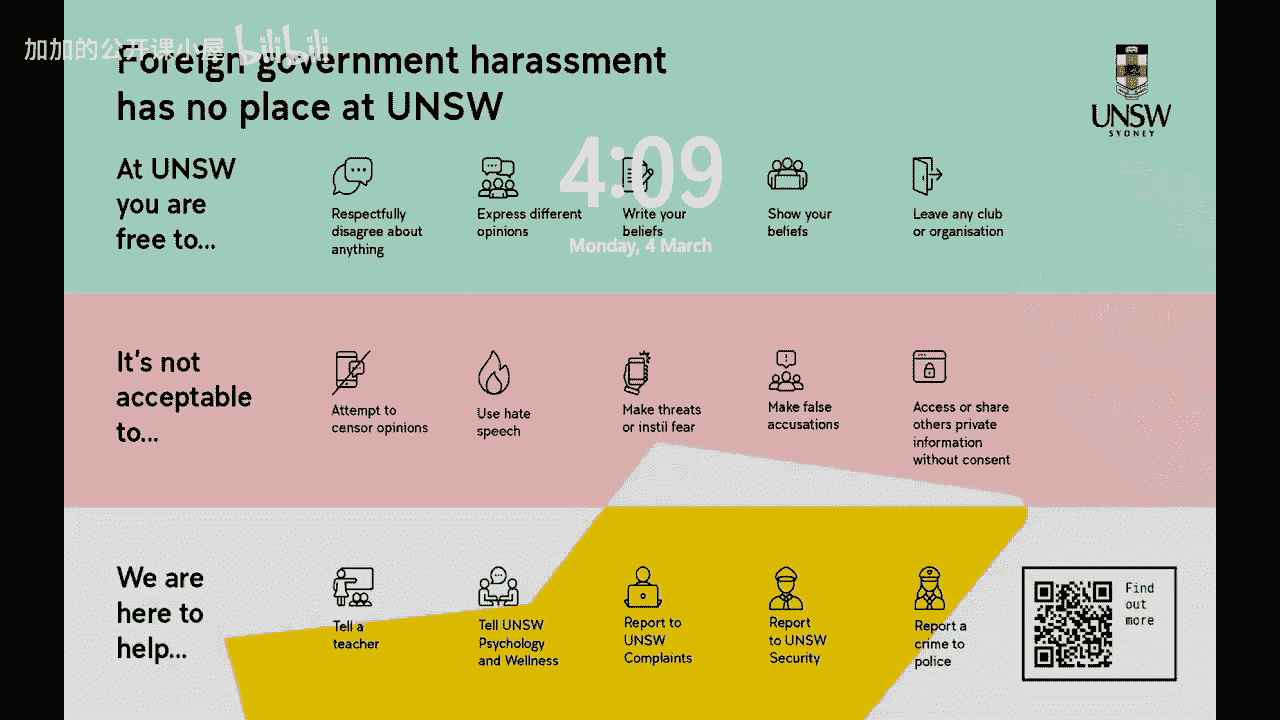 加加的公开课小屋 bilibili
Foreign government harassment
has no place at UNSW
UNSW
SYDNEY
4:09
Monday, 4 March
At UNSW
you are
free to...
Respectfully
disagree about
anything
Express different
opinions
Write your
beliefs
Show your
beliefs
Leave any club
or organisation
It's not
acceptable
to...
Attempt to
censor opinions
Use hate
speech
Make threats
or instil fear
Make false
accusations
Access or share
others private
information
without consent
We are
here to
help...
Tell a
teacher
Tell UNSW
Psychology
and Wellness
Report to
UNSW
Complaints
Report
to UNSW
Security
Report a
crime to
police
Find
out
more